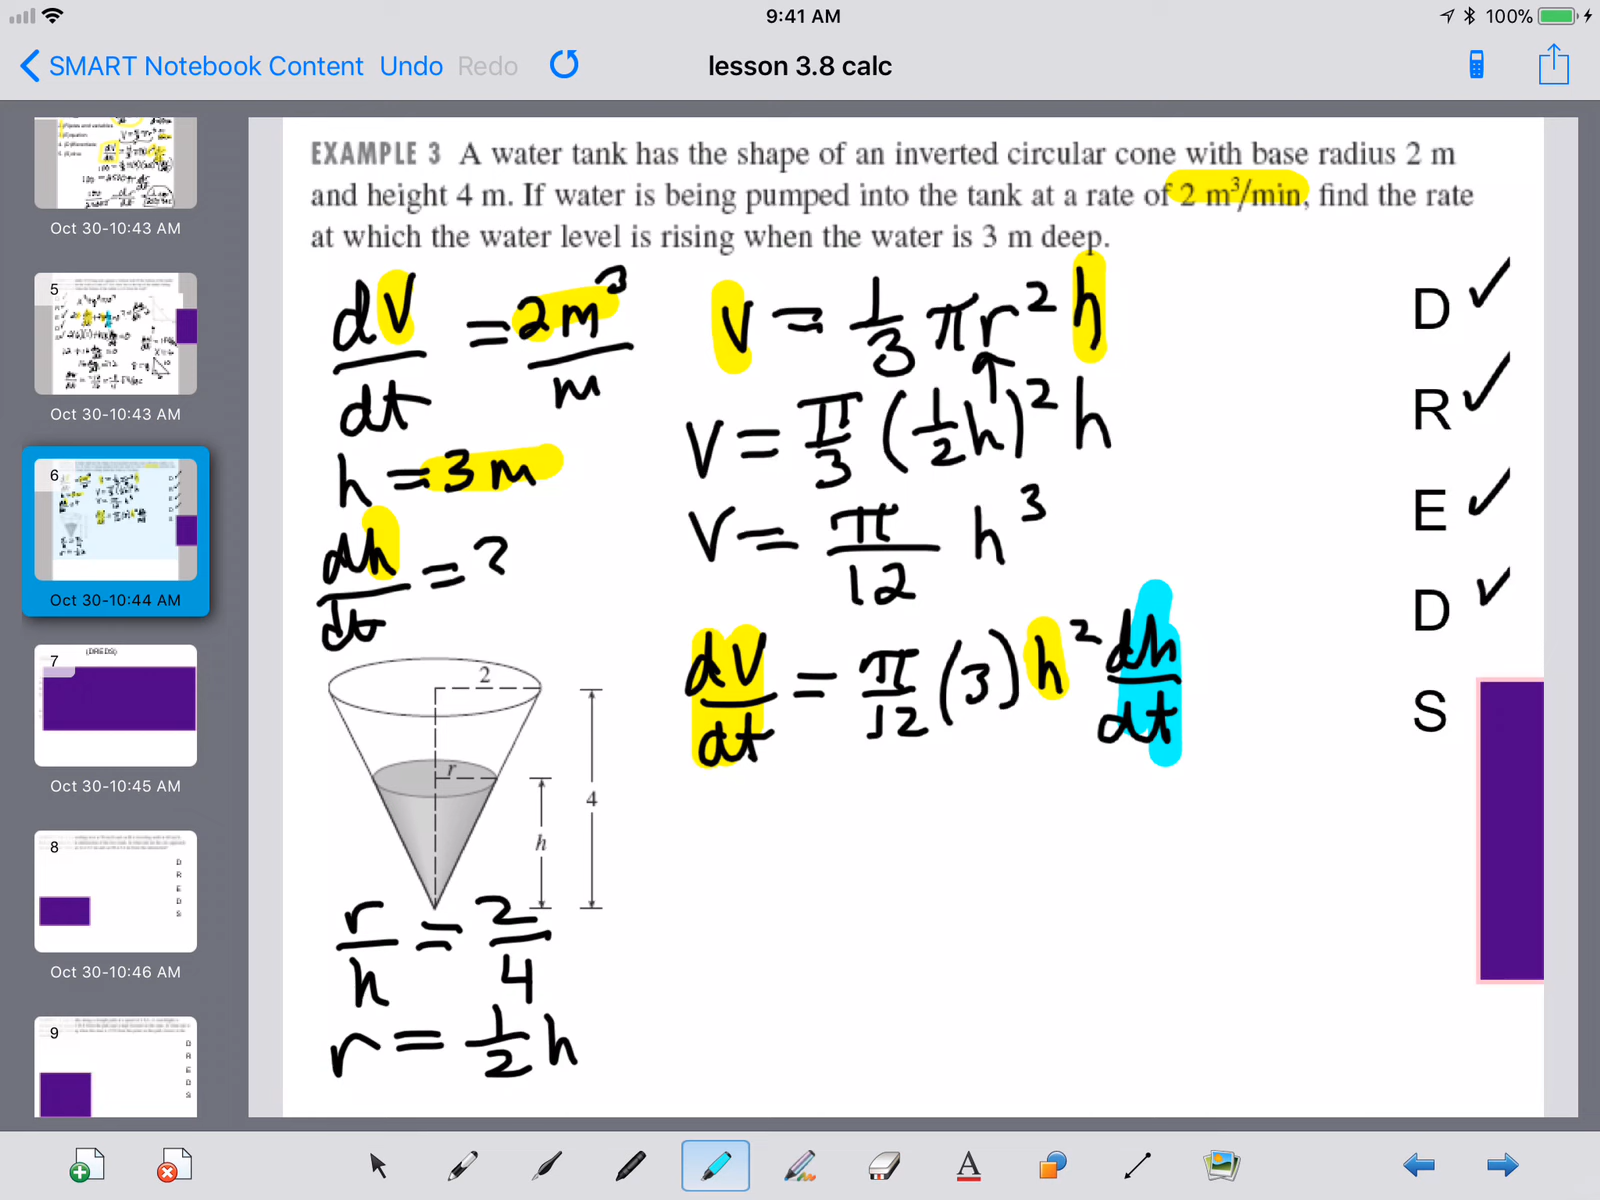 9:41 AM
100%
SMART Notebook Content Undo Redo
lesson 3.8 calc
Oct 30-10:43 AM
5
Oct 30-10:43 AM
6
Oct 30-10:44 AM
7
(DREDS)
Oct 30-10:45 AM
8
D
R
E
D
S
Oct 30-10:46 AM
9
D
R
E
D
S
EXAMPLE 3 A water tank has the shape of an inverted circular cone with base radius 2 m
and height 4 m. If water is being pumped into the tank at a rate of 2 m³/min, find the rate
at which the water level is rising when the water is 3 m deep.
dV/dt = 2m³/m
h = 3 m
dh/dt = ?
2
r
h
4
r/h = 2/4
r = 1/2 h
V = 1/3 πr² h
V = π/3 (1/2 h)² h
V = π/12 h³
dV/dt = π/12 (3) h² dh/dt
D ✓
R ✓
E ✓
D ✓
S
A